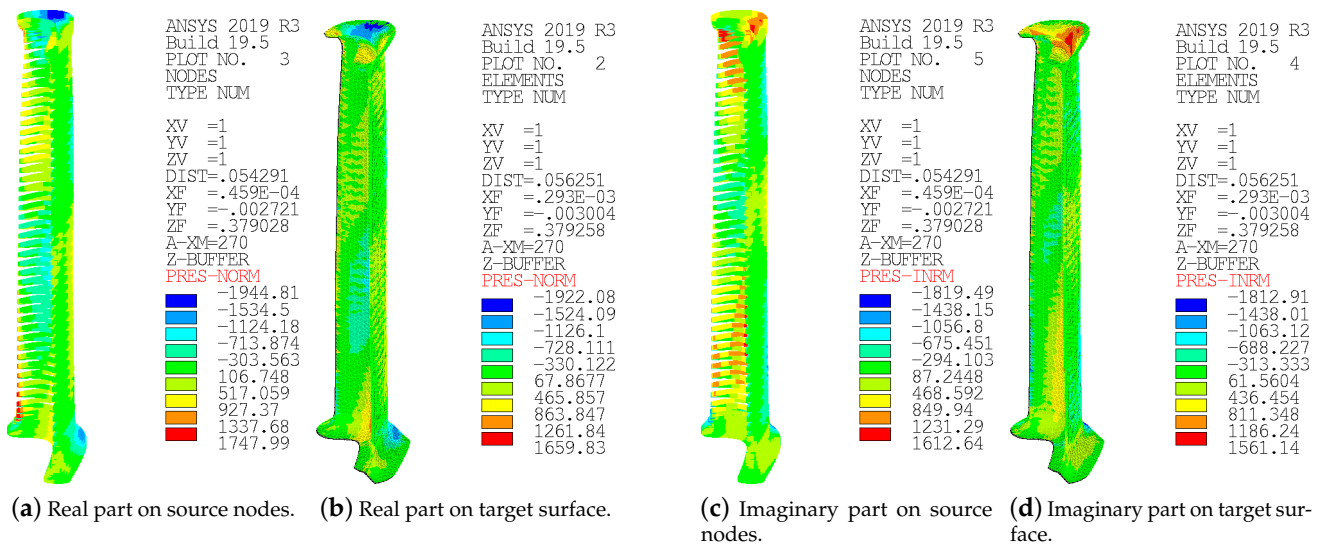 ANSYS 2019 R3
Build 19.5
PLOT NO. 3
NODES
TYPE NUM
XV =1
YV =1
ZV =1
DIST=.054291
XF =.459E-04
YF =-.002721
ZF =.379028
A-XM=270
Z-BUFFER
PRES-NORM
-1944.81
-1534.5
-1124.18
-713.874
-303.563
106.748
517.059
927.37
1337.68
1747.99
(a) Real part on source nodes.
ANSYS 2019 R3
Build 19.5
PLOT NO. 2
ELEMENTS
TYPE NUM
XV =1
YV =1
ZV =1
DIST=.056251
XF =.293E-03
YF =-.003004
ZF =.379258
A-XM=270
Z-BUFFER
PRES-NORM
-1922.08
-1524.09
-1126.1
-728.111
-330.122
67.8677
465.857
863.847
1261.84
1659.83
(b) Real part on target surface.
ANSYS 2019 R3
Build 19.5
PLOT NO. 5
NODES
TYPE NUM
XV =1
YV =1
ZV =1
DIST=.054291
XF =.459E-04
YF =-.002721
ZF =.379028
A-XM=270
Z-BUFFER
PRES-INRM
-1819.49
-1438.15
-1056.8
-675.451
-294.103
87.2448
468.592
849.94
1231.29
1612.64
(c) Imaginary part on source
nodes.
ANSYS 2019 R3
Build 19.5
PLOT NO. 4
ELEMENTS
TYPE NUM
XV =1
YV =1
ZV =1
DIST=.056251
XF =.293E-03
YF =-.003004
ZF =.379258
A-XM=270
Z-BUFFER
PRES-INRM
-1812.91
-1438.01
-1063.12
-688.227
-313.333
61.5604
436.454
811.348
1186.24
1561.14
(d) Imaginary part on target sur-
face.